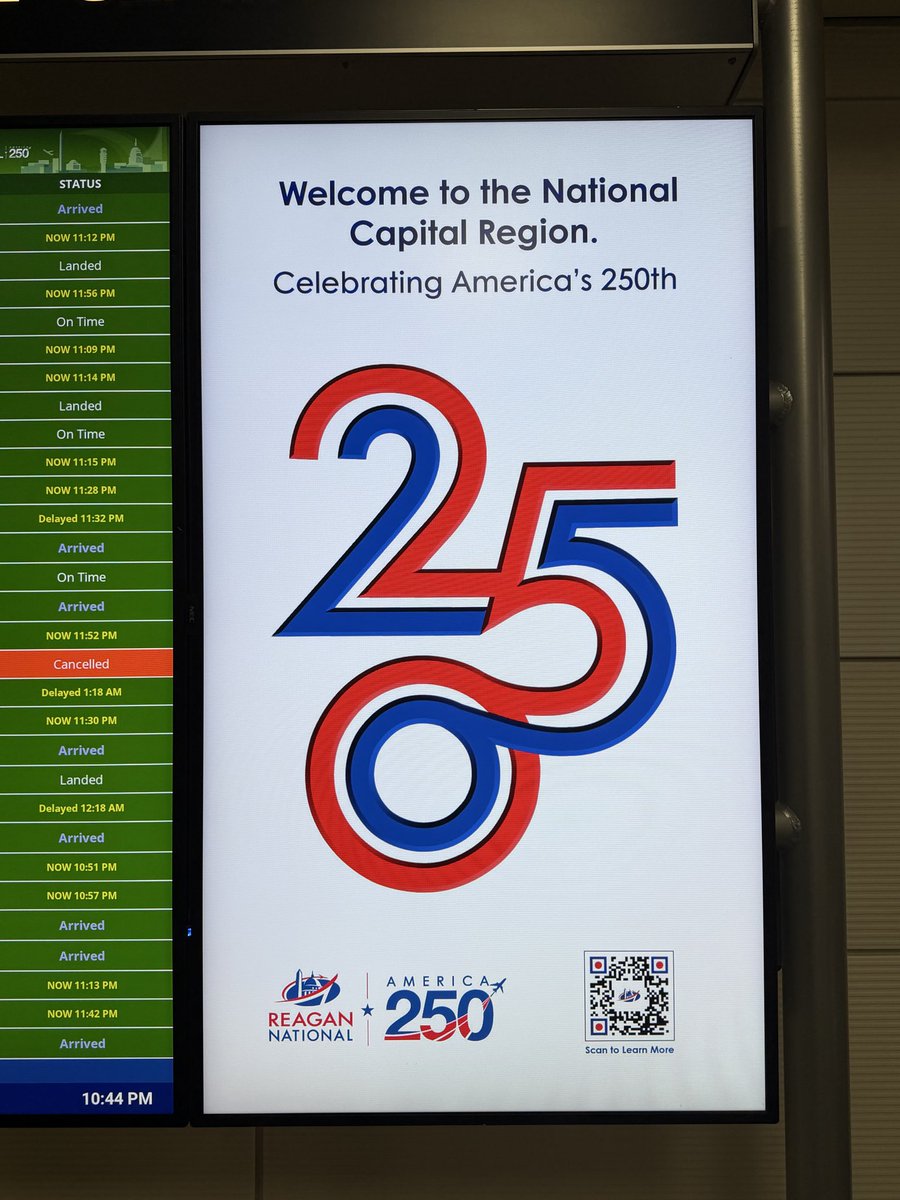 250
STATUS
Arrived
NOW 11:12 PM
Landed
NOW 11:56 PM
On Time
NOW 11:09 PM
NOW 11:14 PM
Landed
On Time
NOW 11:15 PM
NOW 11:28 PM
Delayed 11:32 PM
Arrived
On Time
Arrived
NOW 11:52 PM
Cancelled
Delayed 1:18 AM
NOW 11:30 PM
Arrived
Landed
Delayed 12:18 AM
Arrived
NOW 10:51 PM
NOW 10:57 PM
Arrived
Arrived
NOW 11:13 PM
NOW 11:42 PM
Arrived
10:44 PM
Welcome to the National
Capital Region.
Celebrating America's 250th
250
REAGAN
NATIONAL
AMERICA
250
Scan to Learn More
NEC